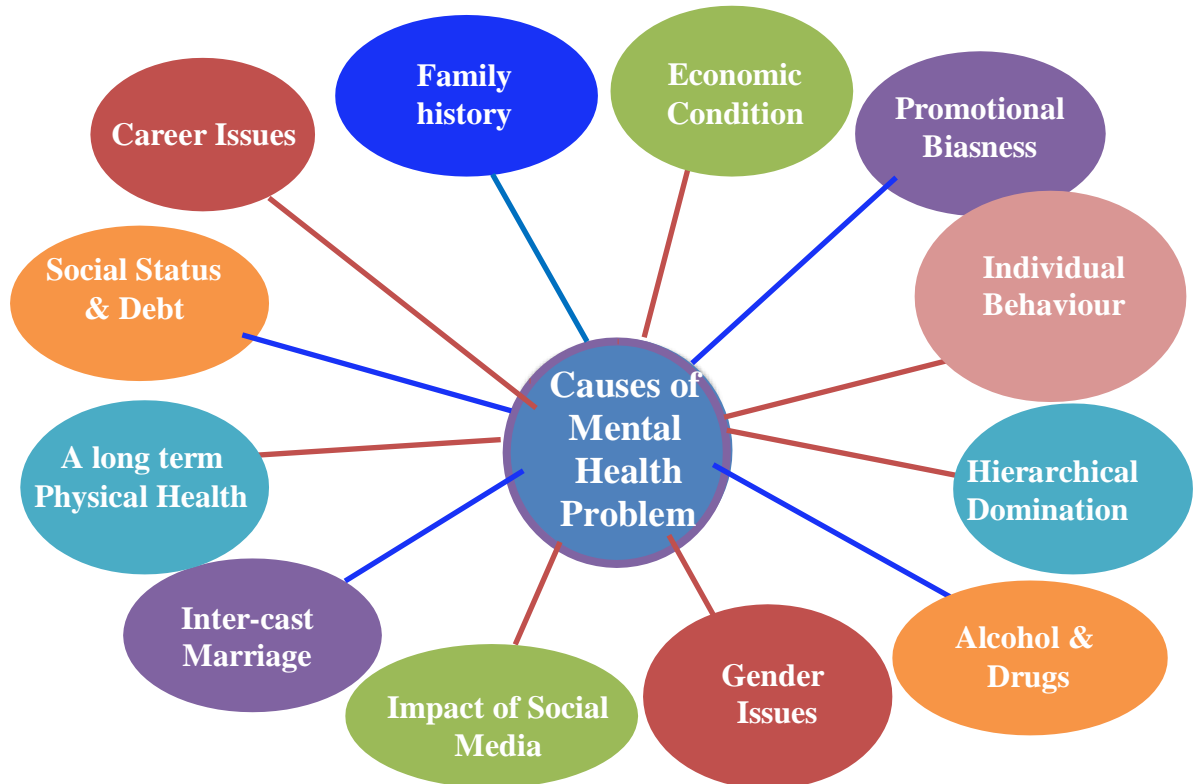 Family
history
Economic
Condition
Promotional
Biasness
Career Issues
Individual
Behaviour
Social Status
& Debt
Causes of
Mental
Health
Problem
A long term
Physical Health
Hierarchical
Domination
Inter-cast
Marriage
Alcohol &
Drugs
Gender
Issues
Impact of Social
Media